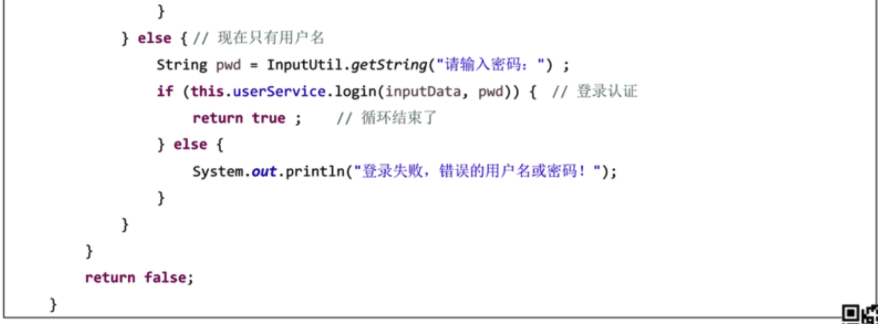 }
} else { // 现在只有用户名
String pwd = InputUtil.getString("请输入密码：") ;
if (this.userService.login(inputData, pwd)) { // 登录认证
return true ; // 循环结束了
} else {
System.out.println("登录失败，错误的用户名或密码！");
}
}
}
return false;
}